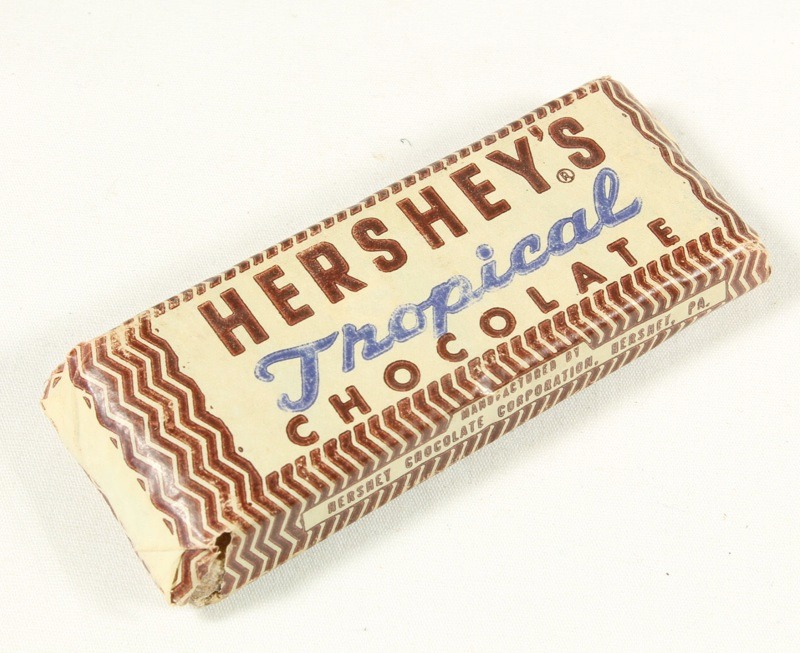 HERSHEY'S®
Tropical
CHOCOLATE
MANUFACTURED BY
HERSHEY CHOCOLATE CORPORATION, HERSHEY, PA.